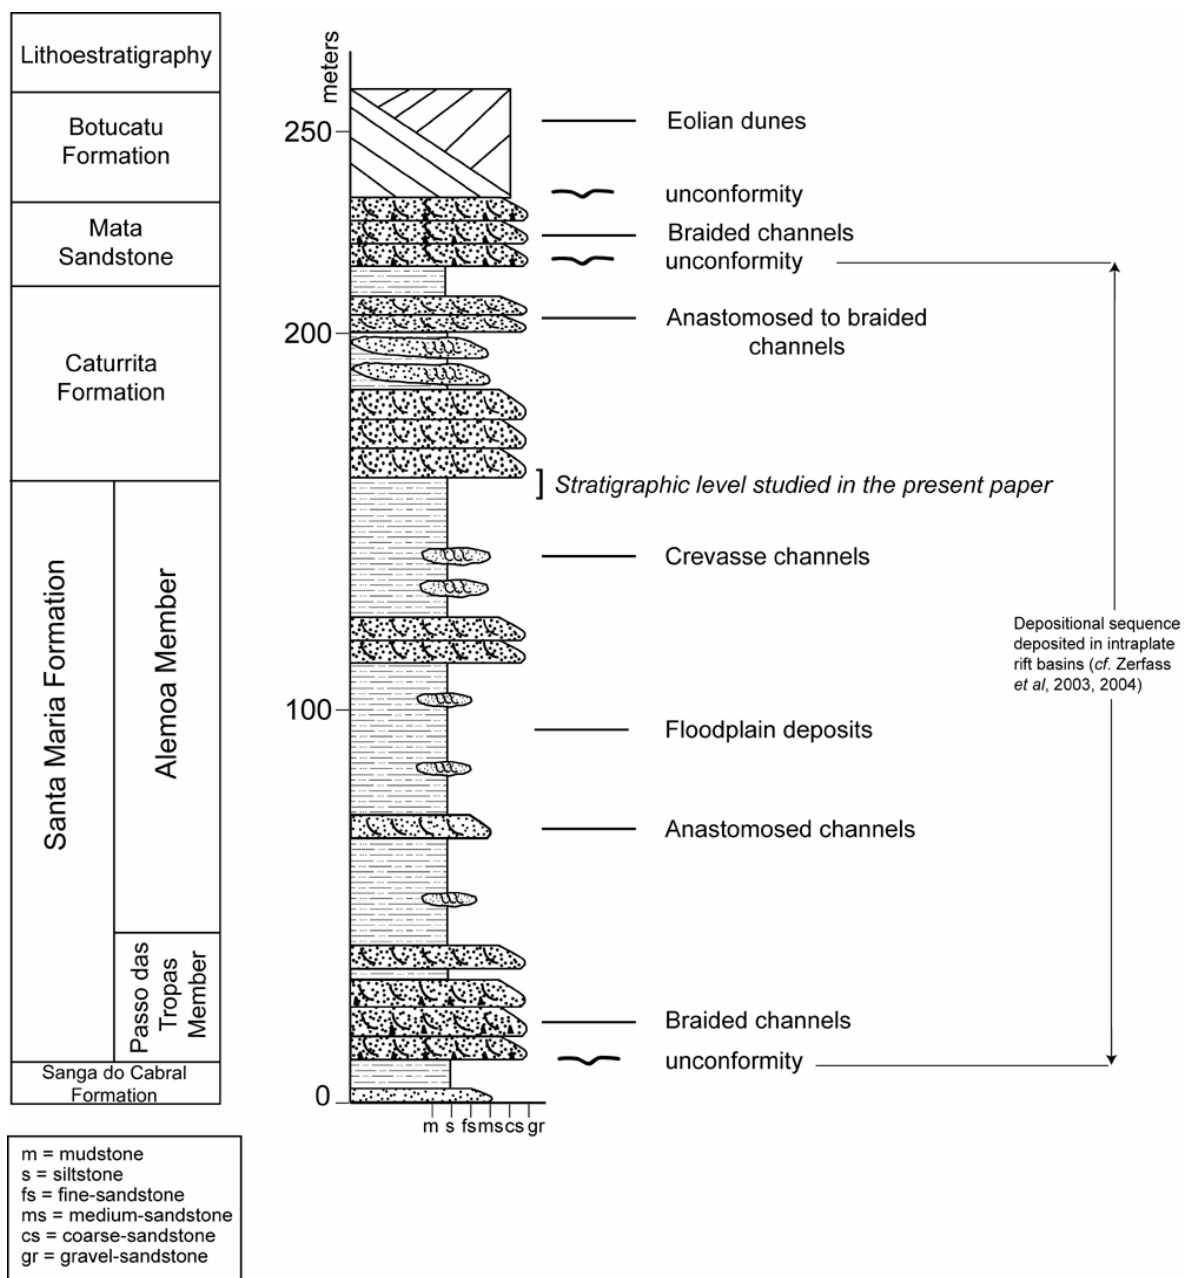 Lithoestratigraphy
Botucatu
Formation
Mata
Sandstone
Caturrita
Formation
Santa Maria Formation
Alemoa Member
Passo das
Tropas
Member
Sanga do Cabral
Formation
meters
250
200
100
0
m s fs ms cs gr
Eolian dunes
unconformity
Braided channels
unconformity
Anastomosed to braided
channels
] Stratigraphic level studied in the present paper
Crevasse channels
Floodplain deposits
Anastomosed channels
Braided channels
unconformity
Depositional sequence
deposited in intraplate
rift basins (cf. Zerfass
et al, 2003, 2004)
m = mudstone
s = siltstone
fs = fine-sandstone
ms = medium-sandstone
cs = coarse-sandstone
gr = gravel-sandstone